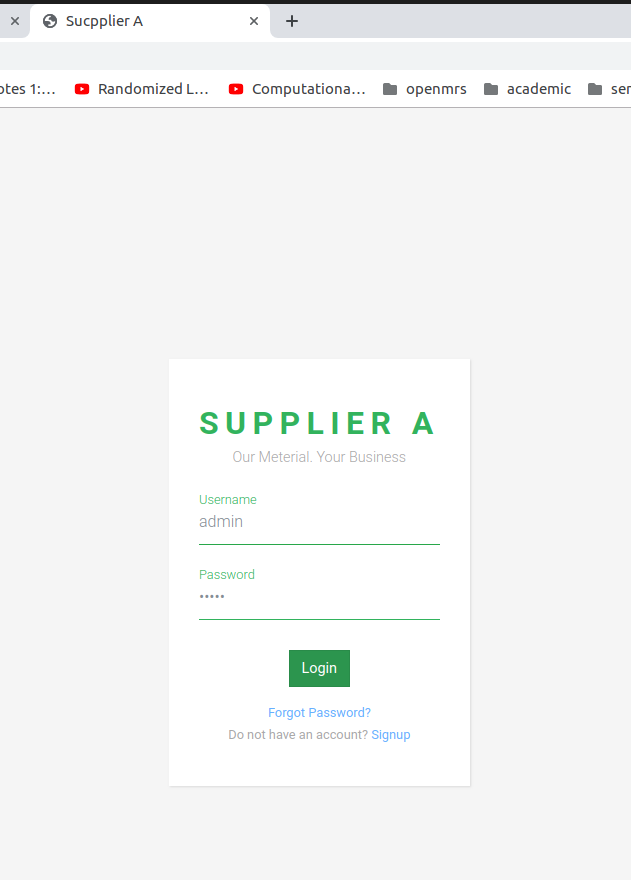 Sucpplier A
otes 1:... Randomized L... Computationa... openmrs academic ser
SUPPLIER A
Our Meterial. Your Business
Username
admin
Password
•••••
Login
Forgot Password?
Do not have an account? Signup